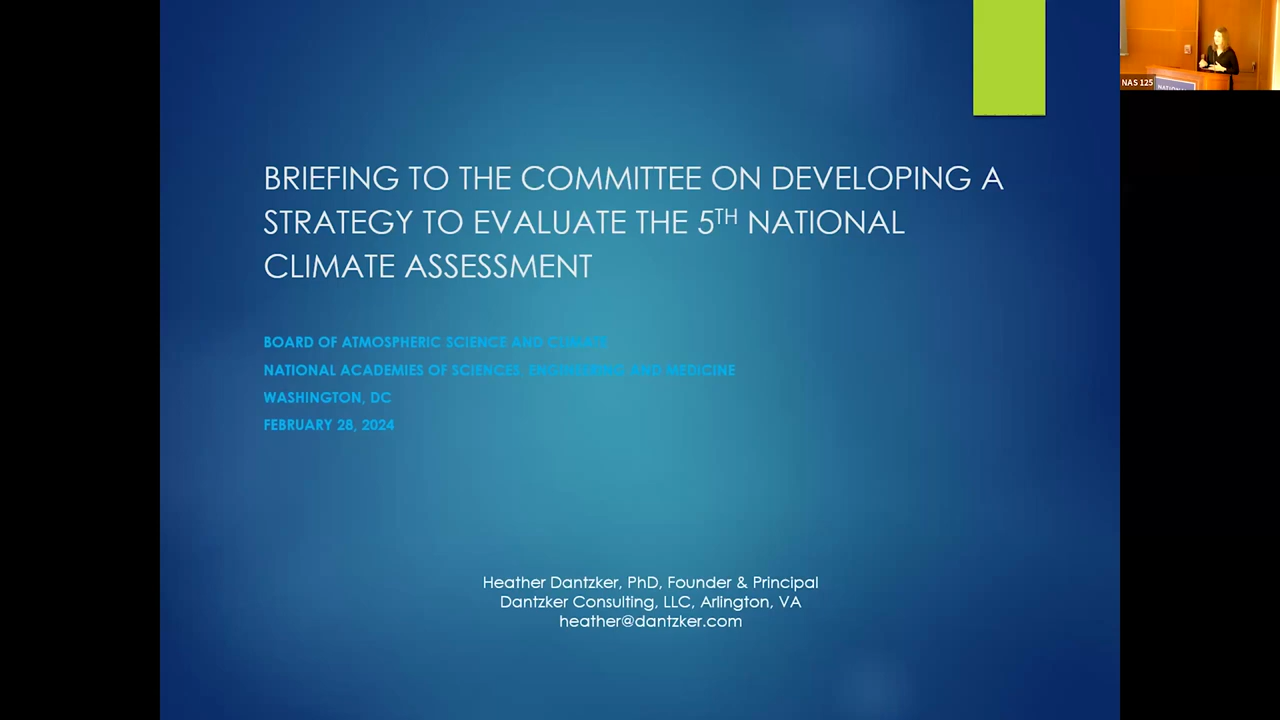 BRIEFING TO THE COMMITTEE ON DEVELOPING A
STRATEGY TO EVALUATE THE 5TH NATIONAL
CLIMATE ASSESSMENT
BOARD OF ATMOSPHERIC SCIENCE AND CLIMATE
NATIONAL ACADEMIES OF SCIENCES, ENGINEERING AND MEDICINE
WASHINGTON, DC
FEBRUARY 28, 2024
Heather Dantzker, PhD, Founder & Principal
Dantzker Consulting, LLC, Arlington, VA
heather@dantzker.com
NAS 125
NATIONAL